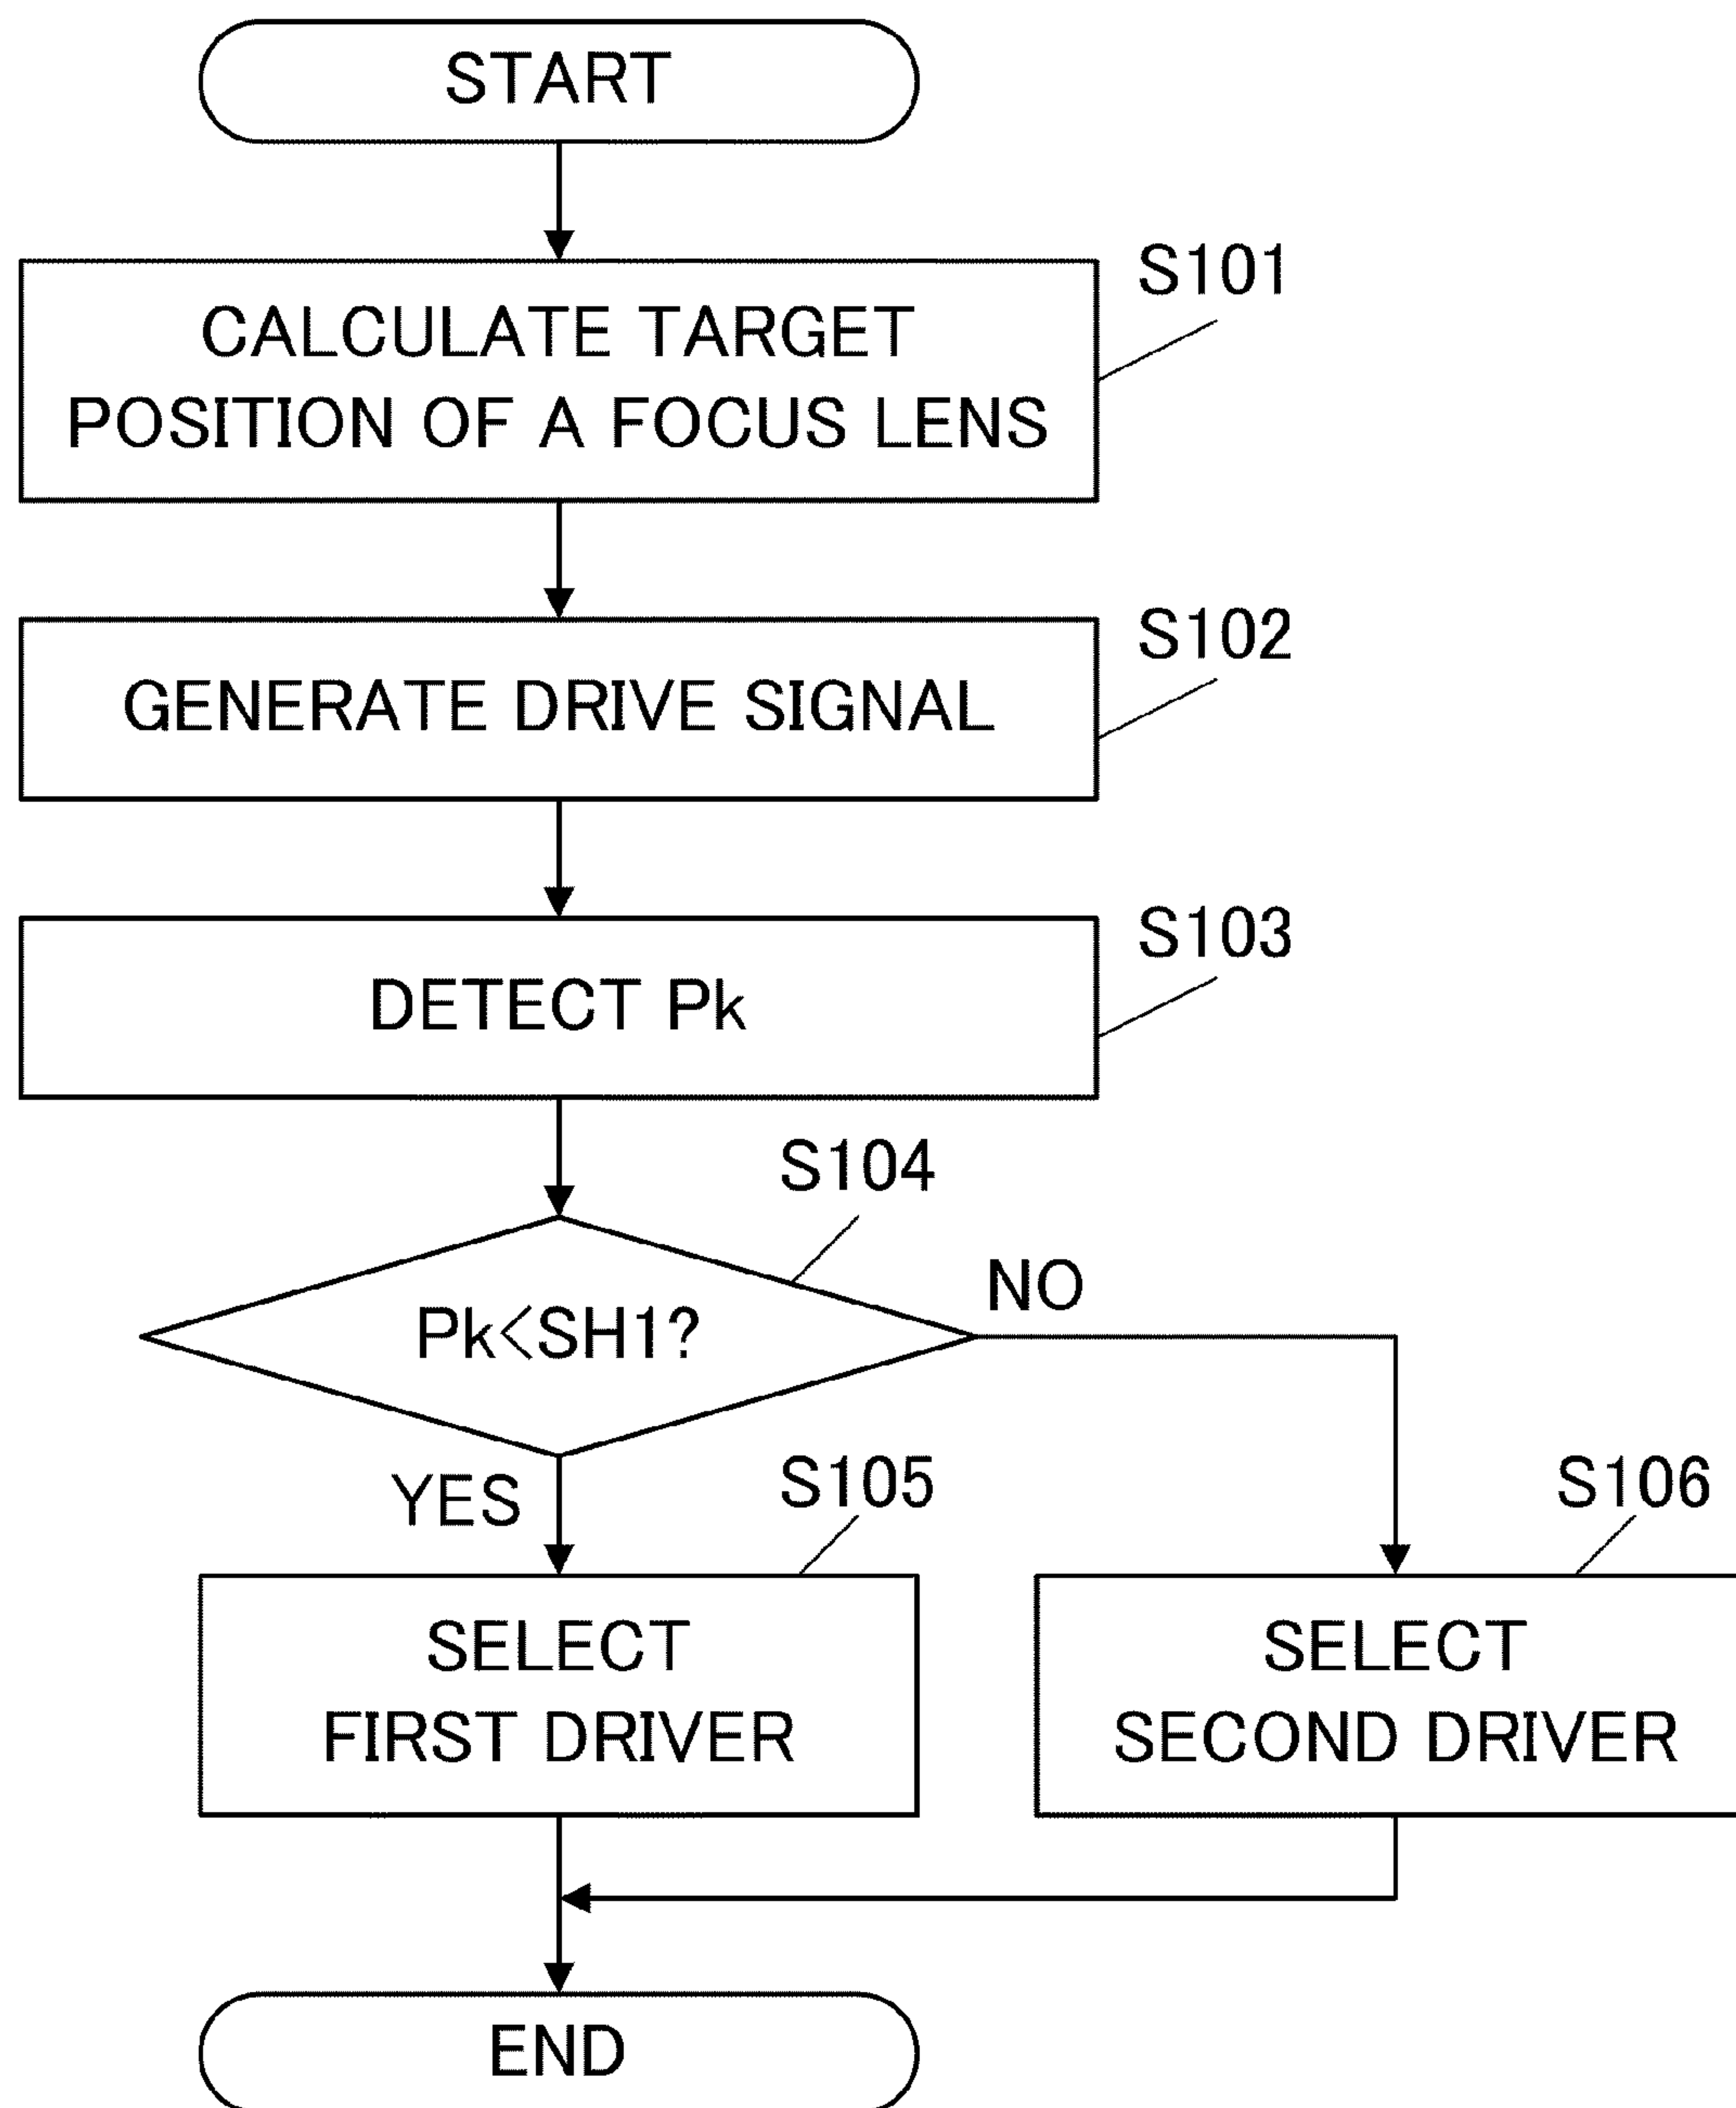 START
S101
CALCULATE TARGET
POSITION OF A FOCUS LENS
S102
GENERATE DRIVE SIGNAL
S103
DETECT Pk
S104
Pk<SH1?
NO
YES
S105
SELECT
FIRST DRIVER
S106
SELECT
SECOND DRIVER
END